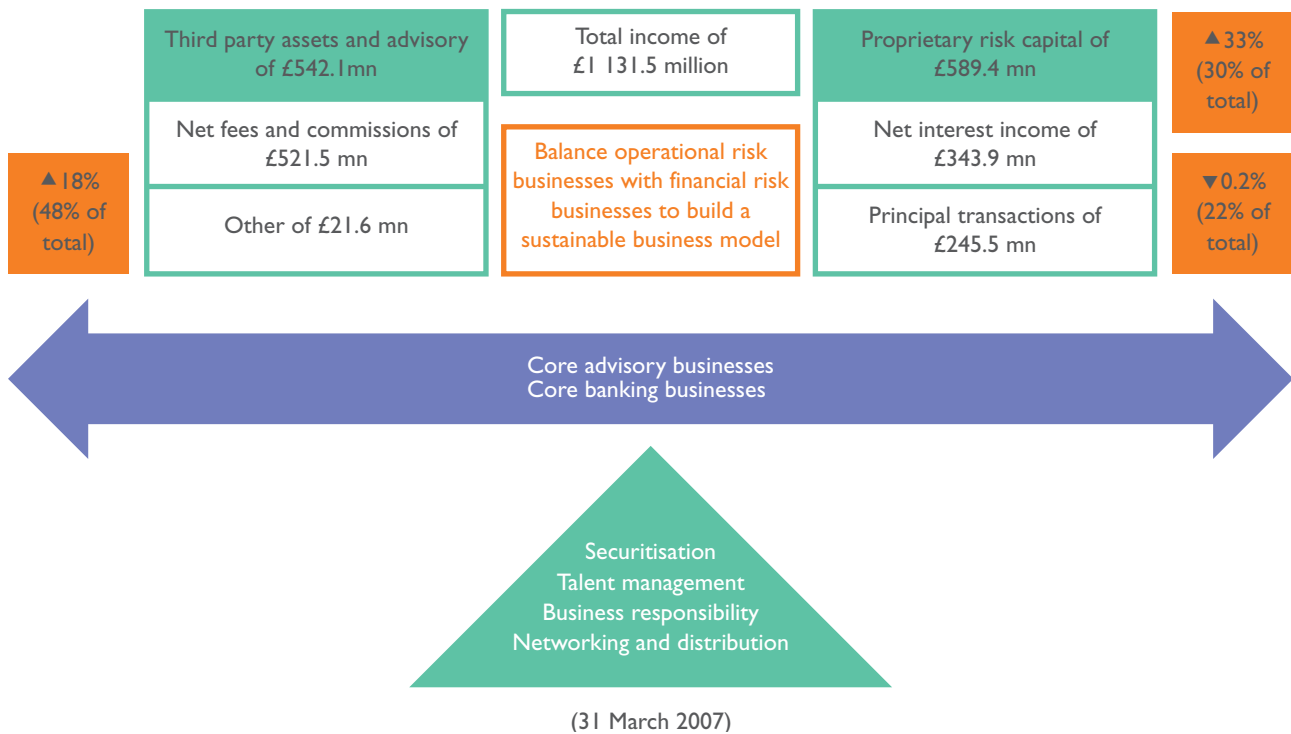 Third party assets and advisory
of £542.1mn
Net fees and commissions of
£521.5 mn
Other of £21.6 mn
▲18%
(48% of
total)
Total income of
£1 131.5 million
Balance operational risk
businesses with financial risk
businesses to build a
sustainable business model
Proprietary risk capital of
£589.4 mn
Net interest income of
£343.9 mn
Principal transactions of
£245.5 mn
▲33%
(30% of
total)
▼0.2%
(22% of
total)
Core advisory businesses
Core banking businesses
Securitisation
Talent management
Business responsibility
Networking and distribution
(31 March 2007)